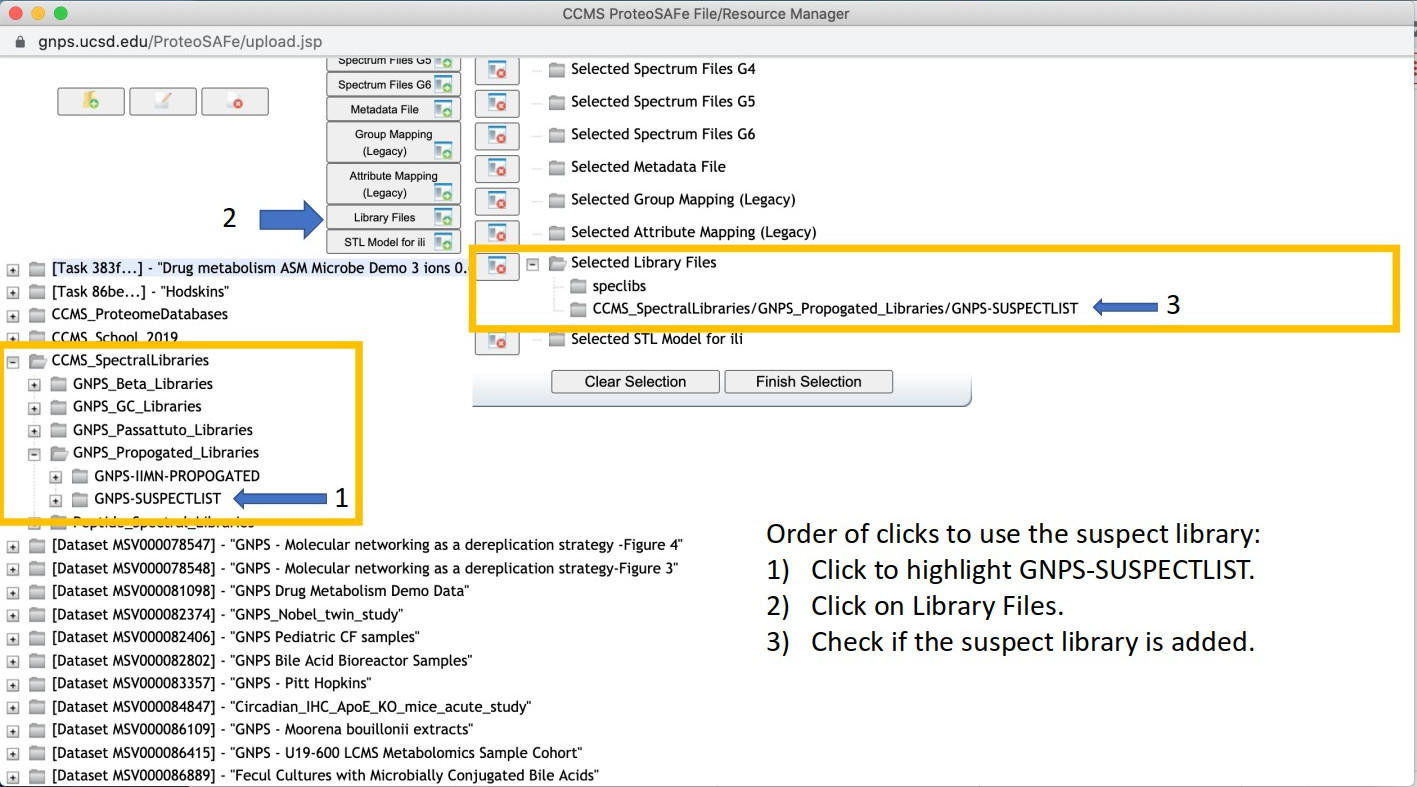 CCMS ProteoSAFe File/Resource Manager
gnps.ucsd.edu/ProteoSAFe/upload.jsp
Spectrum Files G5
Spectrum Files G6
Metadata File
Group Mapping
(Legacy)
Attribute Mapping
(Legacy)
2
Library Files
STL Model for ili
Selected Spectrum Files G4
Selected Spectrum Files G5
Selected Spectrum Files G6
Selected Metadata File
Selected Group Mapping (Legacy)
Selected Attribute Mapping (Legacy)
Selected Library Files
speclibs
CCMS_SpectralLibraries/GNPS_Propogated_Libraries/GNPS-SUSPECTLIST
3
Selected STL Model for ili
Clear Selection
Finish Selection
[Task 383f...] - "Drug metabolism ASM Microbe Demo 3 ions 0.
[Task 86be...] - "Hodskins"
CCMS_ProteomeDatabases
CCMS_School_2019
CCMS_SpectralLibraries
GNPS_Beta_Libraries
GNPS_GC_Libraries
GNPS_Passattuto_Libraries
GNPS_Propogated_Libraries
GNPS-IIMN-PROPOGATED
GNPS-SUSPECTLIST
1
Peptide_Spectral_Libraries
[Dataset MSV000078547] - "GNPS - Molecular networking as a dereplication strategy -Figure 4"
[Dataset MSV000078548] - "GNPS - Molecular networking as a dereplication strategy-Figure 3"
[Dataset MSV000081098] - "GNPS Drug Metabolism Demo Data"
[Dataset MSV000082374] - "GNPS_Nobel_twin_study"
[Dataset MSV000082406] - "GNPS Pediatric CF samples"
[Dataset MSV000082802] - "GNPS Bile Acid Bioreactor Samples"
[Dataset MSV000083357] - "GNPS - Pitt Hopkins"
[Dataset MSV000084847] - "Circadian_IHC_ApoE_KO_mice_acute_study"
[Dataset MSV000086109] - "GNPS - Moorena bouillonii extracts"
[Dataset MSV000086415] - "GNPS - U19-600 LCMS Metabolomics Sample Cohort"
[Dataset MSV000086889] - "Fecul Cultures with Microbially Conjugated Bile Acids"
Order of clicks to use the suspect library:
1) Click to highlight GNPS-SUSPECTLIST.
2) Click on Library Files.
3) Check if the suspect library is added.